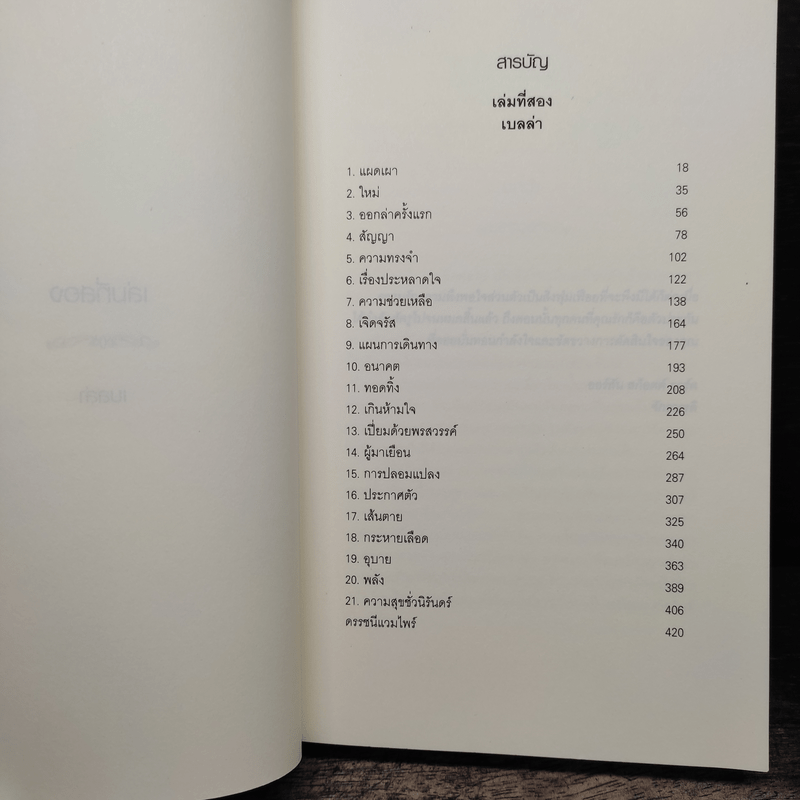 สารบัญ
เล่มที่สอง
เบลล่า
1. แผดเผา 18
2. ใหม่ 35
3. ออกล่าครั้งแรก 56
4. สัญญา 78
5. ความทรงจำ 102
6. เรื่องประหลาดใจ 122
7. ความช่วยเหลือ 138
8. เจิดจรัส 164
9. แผนการเดินทาง 177
10. อนาคต 193
11. ทอดทิ้ง 208
12. เกินห้ามใจ 226
13. เปี่ยมด้วยพรสวรรค์ 250
14. ผู้มาเยือน 264
15. การปลอมแปลง 287
16. ประกาศตัว 307
17. เส้นตาย 325
18. กระหายเลือด 340
19. อุบาย 363
20. พลัง 389
21. ความสุขชั่วนิรันดร์ 406
ดรรชนีแวมไพร์ 420